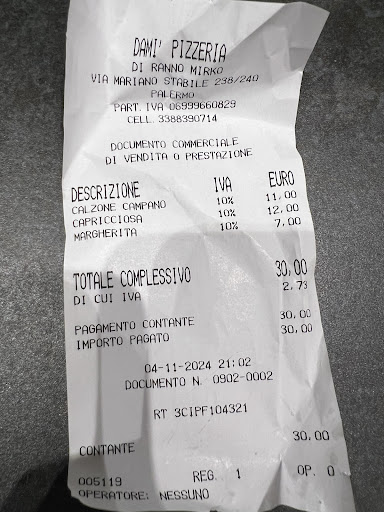 DAMI' PIZZERIA
DI RANNO MIRKO
VIA MARIANO STABILE 238/240
PALERMO
PART. IVA 06999660829
CELL. 3388390714
DOCUMENTO COMMERCIALE
DI VENDITA O PRESTAZIONE
DESCRIZIONE IVA EURO
CALZONE CAMPANO 10% 11,00
CAPRICCIOSA 10% 12,00
MARGHERITA 10% 7,00
TOTALE COMPLESSIVO 30,00
DI CUI IVA 2,73
PAGAMENTO CONTANTE 30,00
IMPORTO PAGATO 30,00
04-11-2024 21:02
DOCUMENTO N. 0902-0002
RT 3CIPF104321
CONTANTE 30,00
005119 REG. 1 OP. 0
OPERATORE: NESSUNO